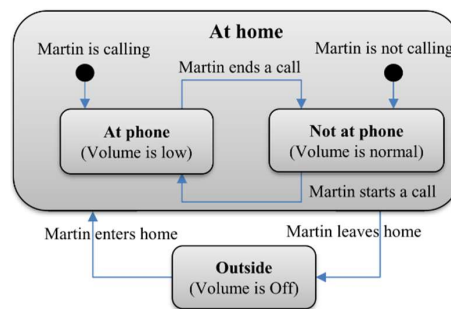 At home
Martin is calling
Martin is not calling
Martin ends a call
At phone
(Volume is low)
Not at phone
(Volume is normal)
Martin starts a call
Martin enters home
Martin leaves home
Outside
(Volume is Off)